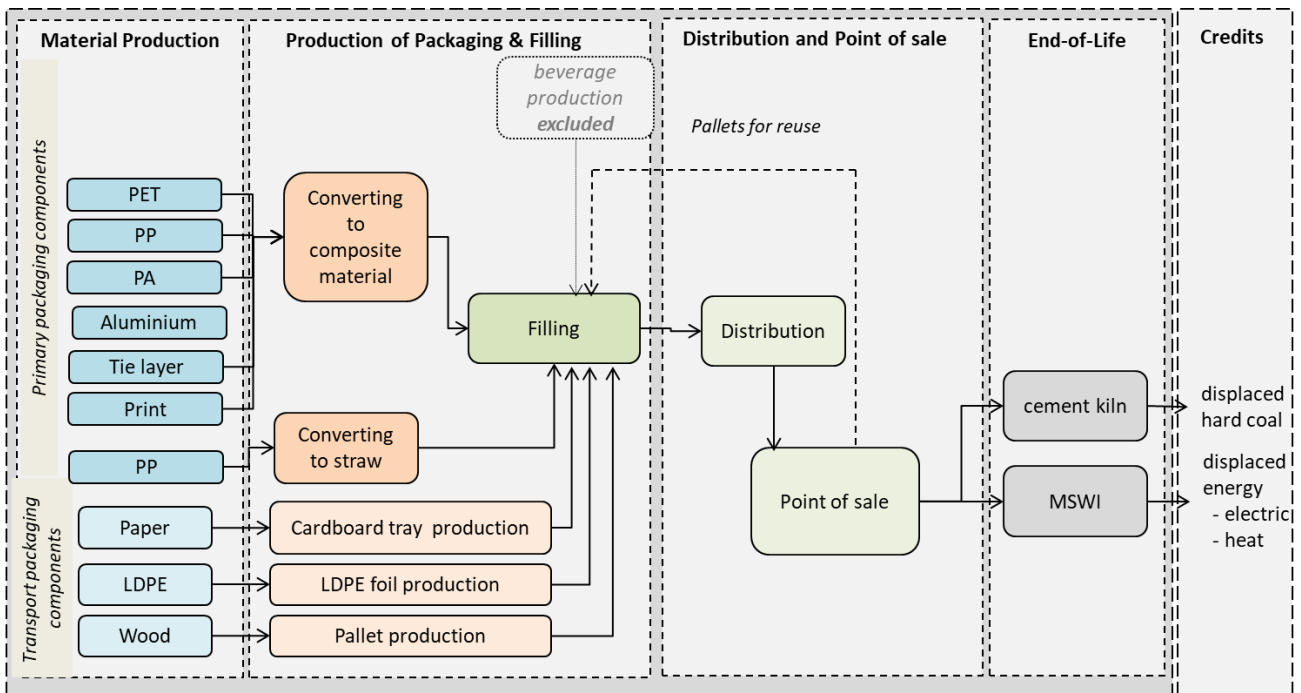 Material Production
Production of Packaging & Filling
Distribution and Point of sale
End-of-Life
Credits
Primary packaging components
Transport packaging
components
beverage
production
excluded
Pallets for reuse
PET
PP
PA
Aluminium
Tie layer
Print
PP
Paper
LDPE
Wood
Converting
to
composite
material
Converting
to straw
Cardboard tray production
LDPE foil production
Pallet production
Filling
Distribution
Point of sale
cement kiln
MSWI
displaced
hard coal
displaced
energy
- electric
- heat